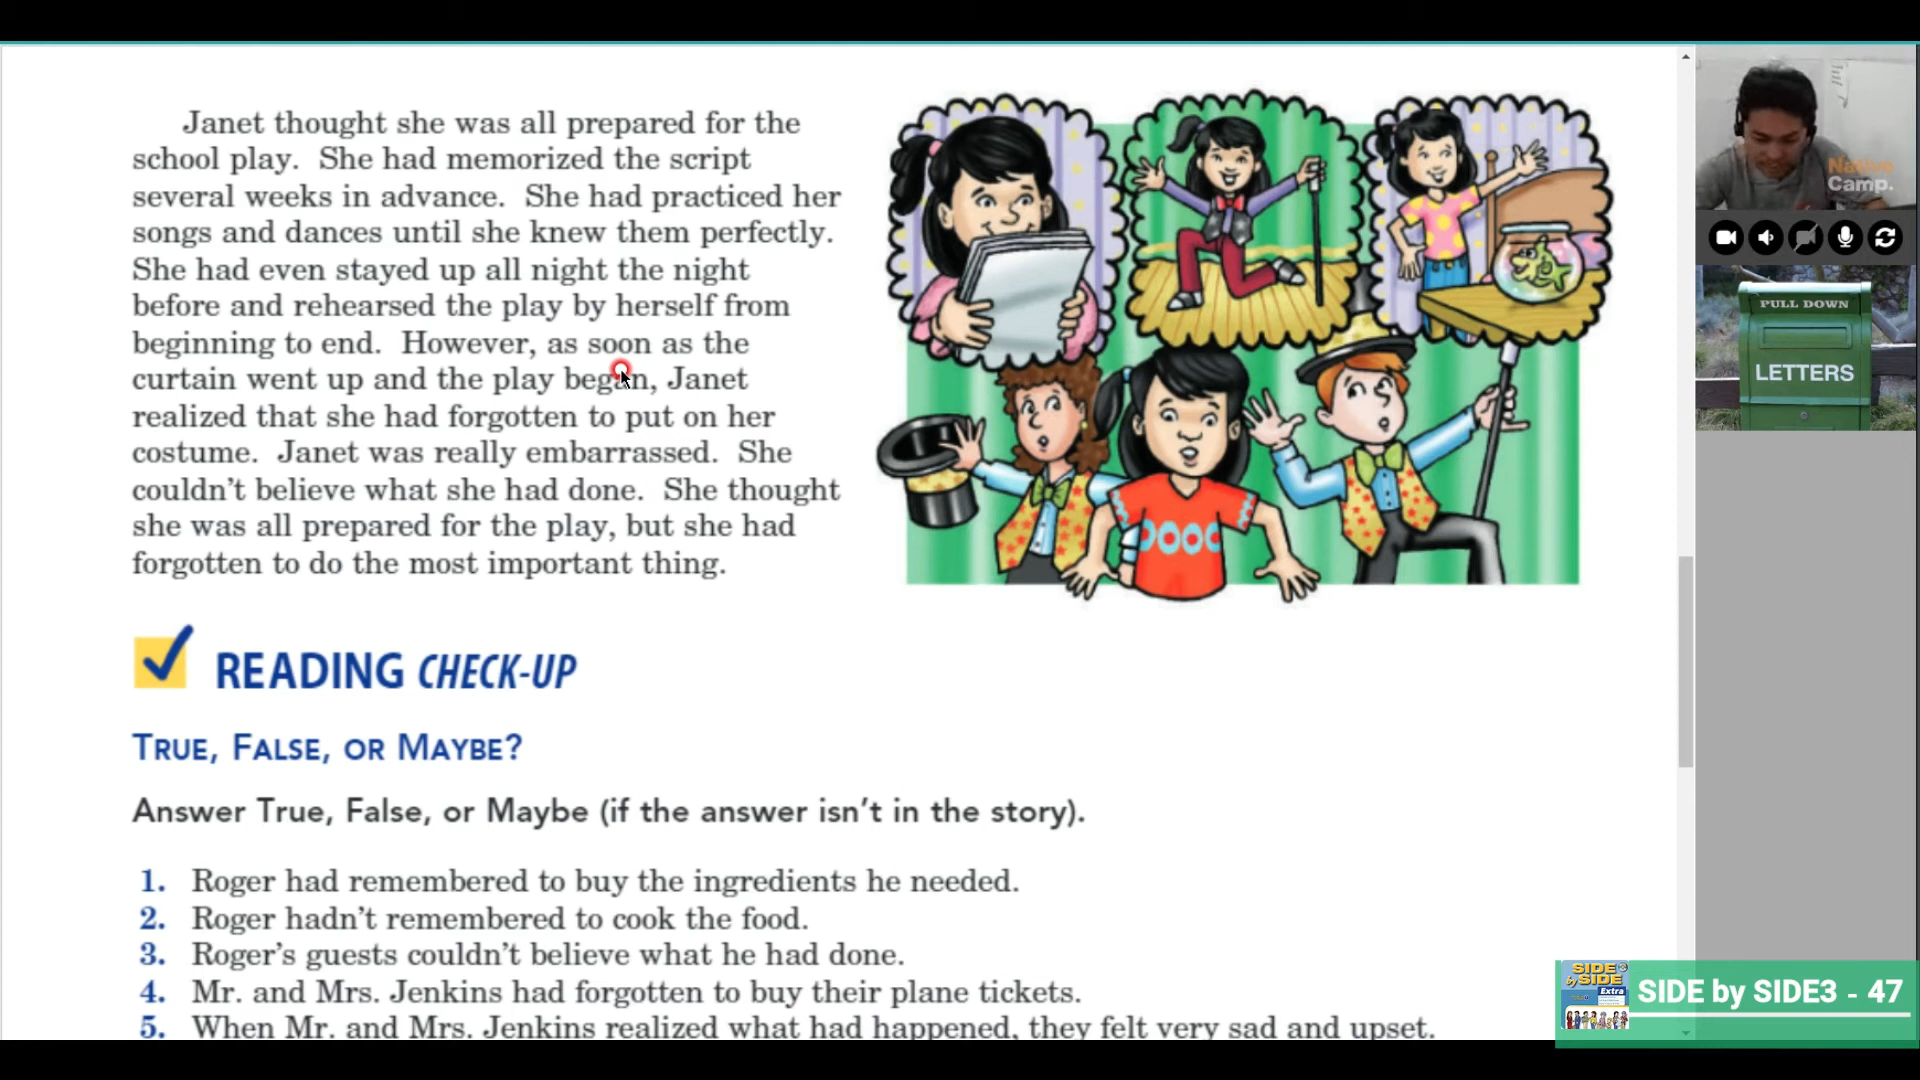 Janet thought she was all prepared for the
school play. She had memorized the script
several weeks in advance. She had practiced her
songs and dances until she knew them perfectly.
She had even stayed up all night the night
before and rehearsed the play by herself from
beginning to end. However, as soon as the
curtain went up and the play began, Janet
realized that she had forgotten to put on her
costume. Janet was really embarrassed. She
couldn't believe what she had done. She thought
she was all prepared for the play, but she had
forgotten to do the most important thing.
READING CHECK-UP
TRUE, FALSE, OR MAYBE?
Answer True, False, or Maybe (if the answer isn't in the story).
1. Roger had remembered to buy the ingredients he needed.
2. Roger hadn't remembered to cook the food.
3. Roger's guests couldn't believe what he had done.
4. Mr. and Mrs. Jenkins had forgotten to buy their plane tickets.
5. When Mr. and Mrs. Jenkins realized what had happened, they felt very sad and upset.
Native
Camp.
PULL DOWN
LETTERS
SIDE
by
SIDE
Extra
SIDE by SIDE3 - 47